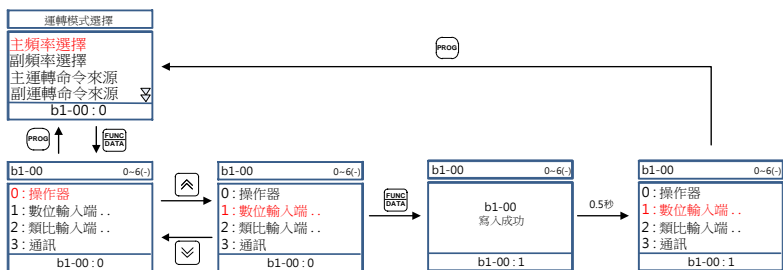 運轉模式選擇
主頻率選擇
副頻率選擇
主運轉命令來源
副運轉命令來源
b1-00 : 0
PROG
PROG
FUNC
DATA
b1-00 0~6(-)
0 : 操作器
1 : 數位輸入端 . .
2 : 類比輸入端 . .
3 : 通訊
b1-00 : 0
b1-00 0~6(-)
0 : 操作器
1 : 數位輸入端 . .
2 : 類比輸入端 . .
3 : 通訊
b1-00 : 0
FUNC
DATA
b1-00 0~6(-)
b1-00
寫入成功
b1-00 : 1
0.5秒
b1-00 0~6(-)
0 : 操作器
1 : 數位輸入端 . .
2 : 類比輸入端 . .
3 : 通訊
b1-00 : 1